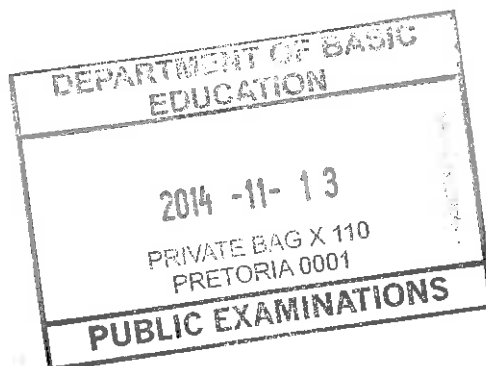 DEPARTMENT OF BASIC
EDUCATION
2014 -11- 13
PRIVATE BAG X 110
PRETORIA 0001
PUBLIC EXAMINATIONS